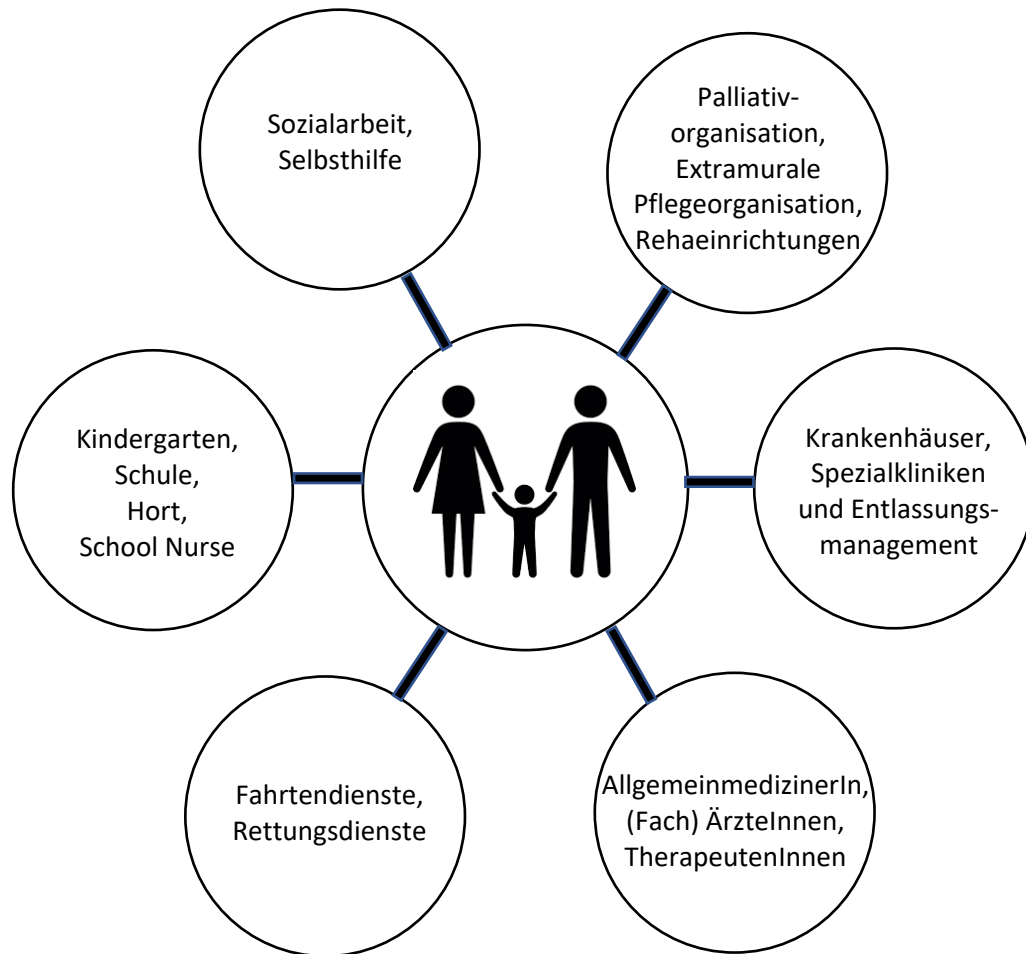 Sozialarbeit,
Selbsthilfe
Palliativ-
organisation,
Extramurale
Pflegeorganisation,
Rehaeinrichtungen
Kindergarten,
Schule,
Hort,
School Nurse
Krankenhäuser,
Spezialkliniken
und Entlassungs-
management
Fahrtendienste,
Rettungsdienste
AllgemeinmedizinerIn,
(Fach) ÄrzteInnen,
TherapeutenInnen